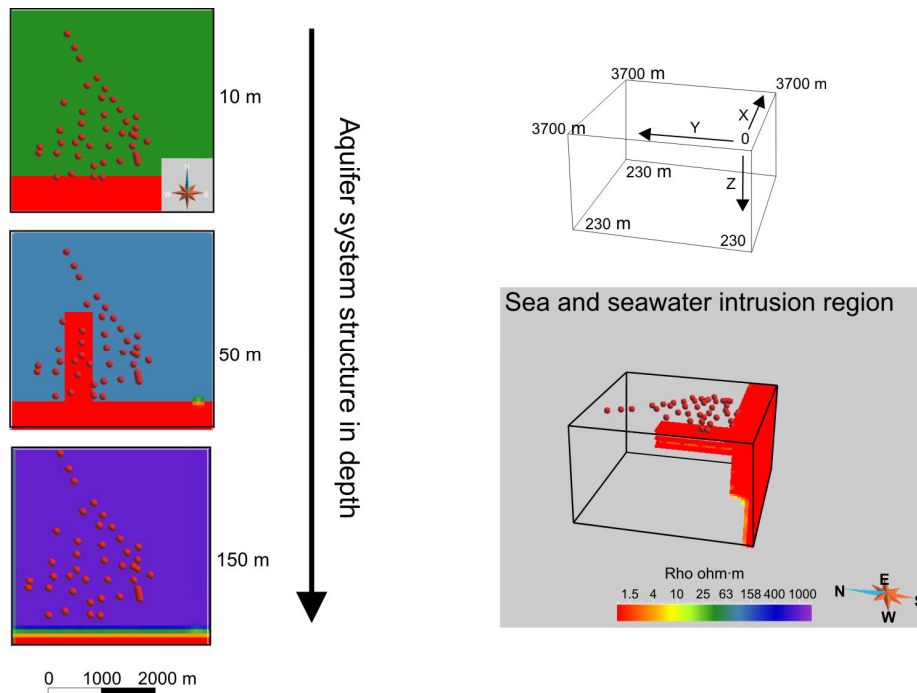 10 m
N
W
E
50 m
150 m
0 1000 2000 m
Aquifer system structure in depth
3700 m
3700 m
3700 m
X
Y
0
Z
230 m
230 m
230
Sea and seawater intrusion region
Rho ohm·m
1.5 4 10 25 63 158 400 1000
N
E
S
W